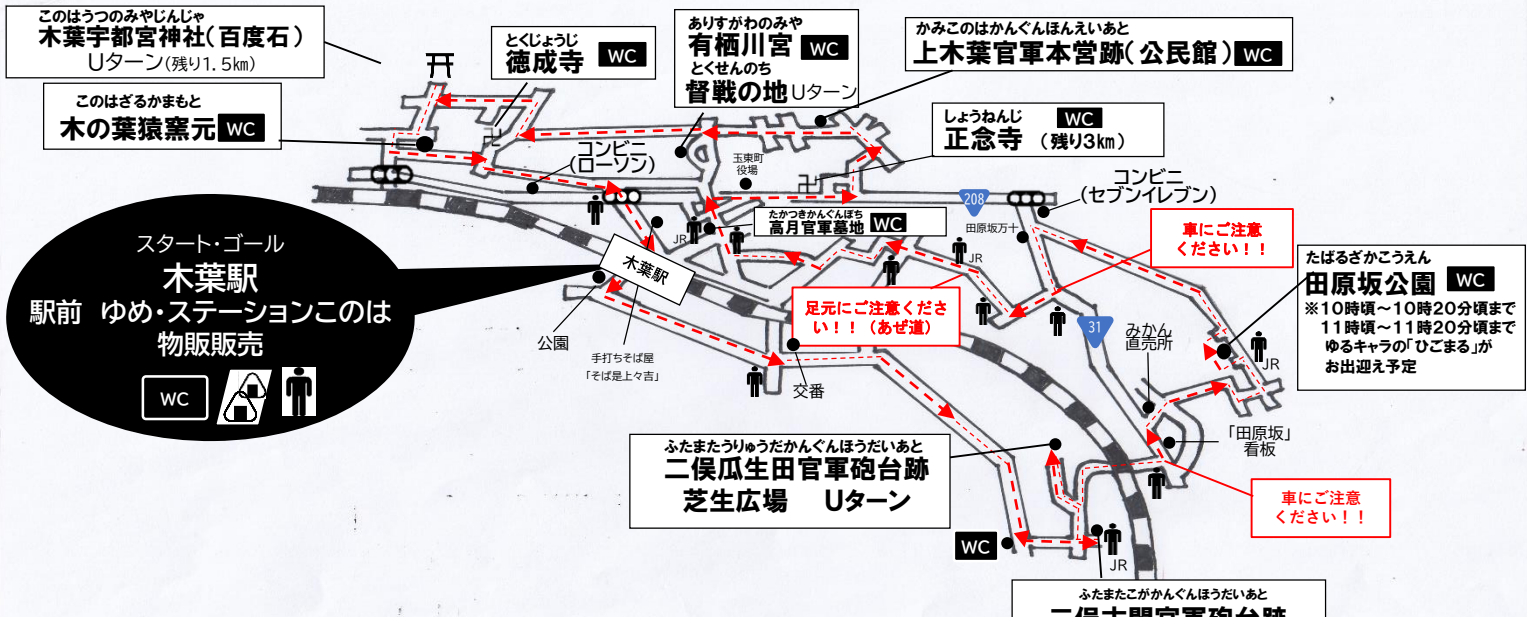 このはうつのみやじんじゃ
木葉宇都宮神社(百度石)
Uターン(残り1.5㎞)
とくじょうじ
徳成寺 WC
ありすがわのみや
有栖川宮 WC
とくせんのち
督戦の地 Uターン
かみこのはかんぐんほんえいあと
上木葉官軍本営跡(公民館) WC
このはざるかまもと
木の葉猿窯元 WC
しょうねんじ WC
正念寺 (残り3㎞)
コンビニ
(ローソン)
玉東町
役場
コンビニ
(セブンイレブン)
208
たかつきかんぐんぼち
高月官軍墓地 WC
田原坂万十
車にご注意
ください!!
JR
JR
木葉駅
スタート・ゴール
木葉駅
駅前 ゆめ・ステーションこのは
物販販売
WC
足元にご注意くださ
い!!(あぜ道)
たばるざかこうえん
田原坂公園 WC
※10時頃～10時20分頃まで
11時頃～11時20分頃まで
ゆるキャラの「ひごまる」が
お出迎え予定
31
みかん
直売所
JR
公園
手打ちそば屋
「そば是上々吉」
交番
「田原坂」
看板
ふたまたうりゅうだかんぐんほうだいあと
二俣瓜生田官軍砲台跡
芝生広場 Uターン
車にご注意
ください!!
WC
JR
ふたまたこがかんぐんほうだいあと
二俣古閑官軍砲台跡